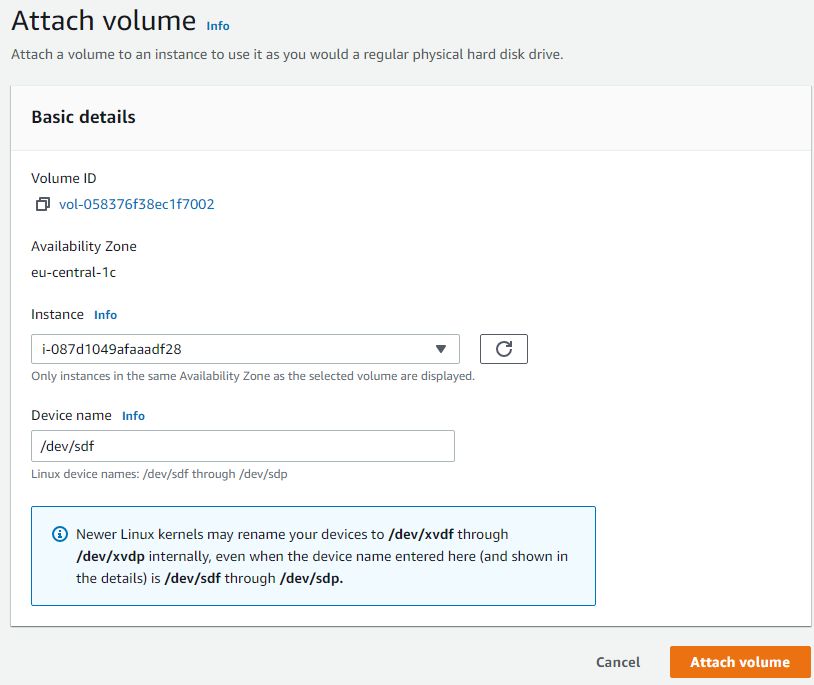 Attach volume Info
Attach a volume to an instance to use it as you would a regular physical hard disk drive.
Basic details
Volume ID
vol-058376f38ec1f7002
Availability Zone
eu-central-1c
Instance Info
i-087d1049afaaadf28
Only instances in the same Availability Zone as the selected volume are displayed.
Device name Info
/dev/sdf
Linux device names: /dev/sdf through /dev/sdp
Newer Linux kernels may rename your devices to /dev/xvdf through
/dev/xvdp internally, even when the device name entered here (and shown in
the details) is /dev/sdf through /dev/sdp.
Cancel Attach volume